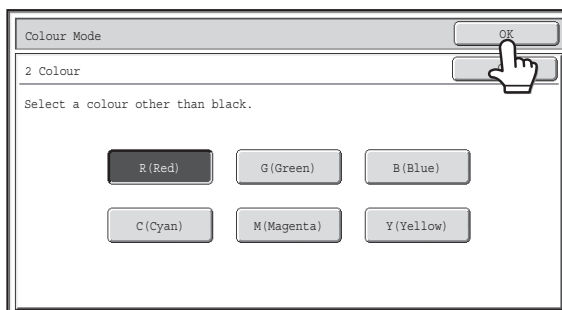 Colour Mode
OK
2 Colour
Select a colour other than black.
R(Red) G(Green) B(Blue)
C(Cyan) M(Magenta) Y(Yellow)